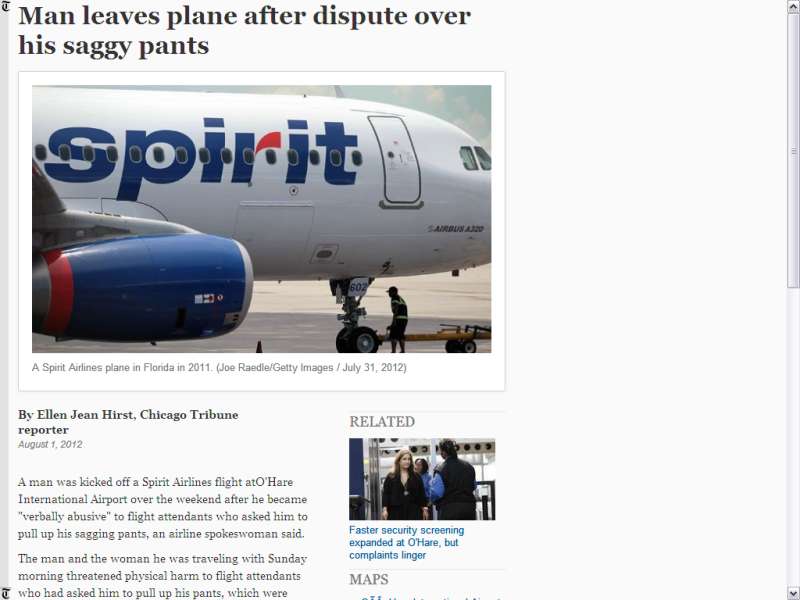 Man leaves plane after dispute over
his saggy pants
spirit
AIRBUS A320
602
A Spirit Airlines plane in Florida in 2011. (Joe Raedle/Getty Images / July 31, 2012)
By Ellen Jean Hirst, Chicago Tribune
reporter
August 1, 2012
A man was kicked off a Spirit Airlines flight atO'Hare
International Airport over the weekend after he became
"verbally abusive" to flight attendants who asked him to
pull up his sagging pants, an airline spokeswoman said.
The man and the woman he was traveling with Sunday
morning threatened physical harm to flight attendants
who had asked him to pull up his pants, which were
RELATED
Faster security screening
expanded at O'Hare, but
complaints linger
MAPS